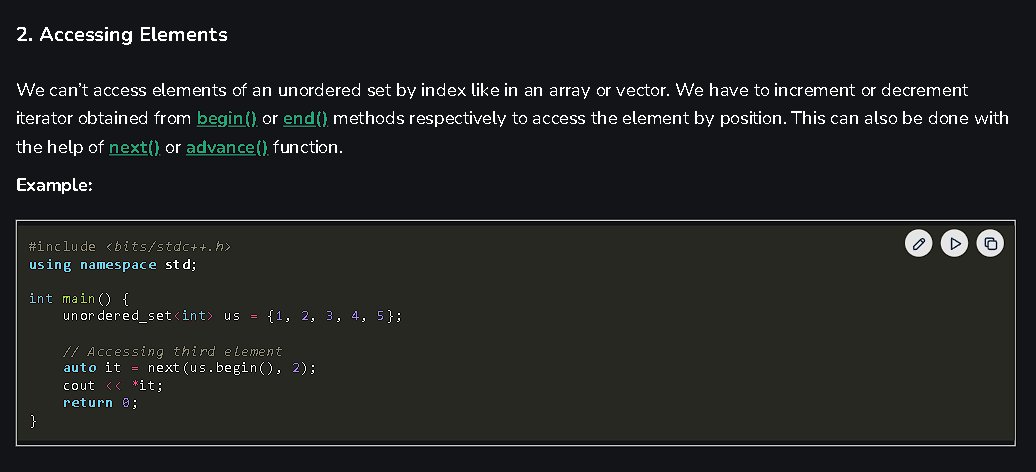 2. Accessing Elements
We can't access elements of an unordered set by index like in an array or vector. We have to increment or decrement
iterator obtained from begin() or end() methods respectively to access the element by position. This can also be done with
the help of next() or advance() function.
Example:
#include <bits/stdc++.h>
using namespace std;
int main() {
    unordered_set<int> us = {1, 2, 3, 4, 5};
    // Accessing third element
    auto it = next(us.begin(), 2);
    cout << *it;
    return 0;
}